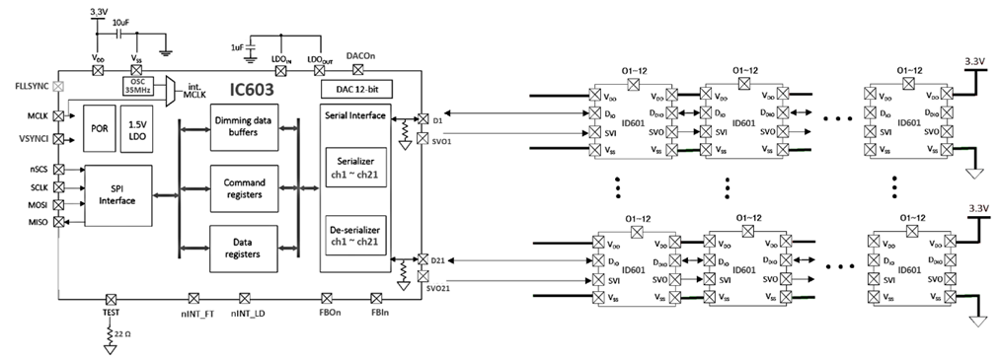 3.3V
10uF
VDD
VSS
1uF
LDOIN
LDOOUT
DACOn
FLLSYNC
OSC
35MHz
int.
MCLK
IC603
DAC 12-bit
MCLK
VSYNCI
POR
1.5V
LDO
Dimming data
buffers
Serial Interface
D1
SVO1
nSCS
SCLK
MOSI
MISO
SPI
Interface
Command
registers
Serializer
ch1 ~ ch21
Data
registers
De-serializer
ch1 ~ ch21
D21
SVO21
TEST
22 Ω
nINT_FT
nINT_LD
FBOn
FBIn
O1~12
O1~12
O1~12
3.3V
VDD
VDD
VDD
VDD
VDD
VDD
DIO
DDIO
DIO
DDIO
DIO
DDIO
ID601
ID601
ID601
SVI
SVO
SVI
SVO
SVI
SVO
VSS
VSS
VSS
VSS
VSS
VSS
O1~12
O1~12
O1~12
3.3V
VDD
VDD
VDD
VDD
VDD
VDD
DIO
DDIO
DIO
DDIO
DIO
DDIO
ID601
ID601
ID601
SVI
SVO
SVI
SVO
SVI
SVO
VSS
VSS
VSS
VSS
VSS
VSS